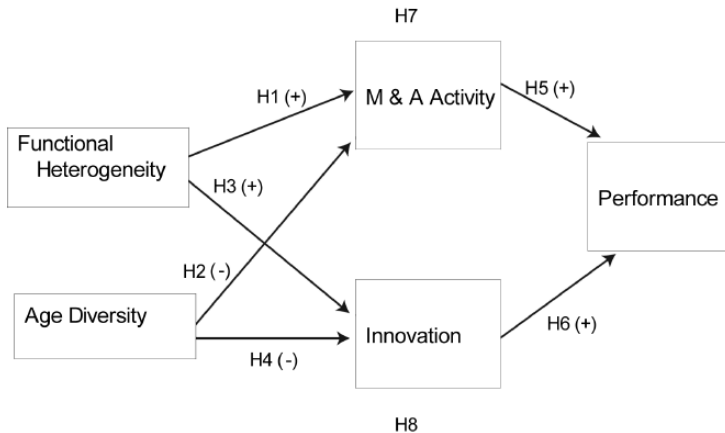 H7
H1 (+)
M & A Activity
H5 (+)
Functional
Heterogeneity
H3 (+)
Performance
H2 (-)
Age Diversity
H4 (-)
Innovation
H6 (+)
H8